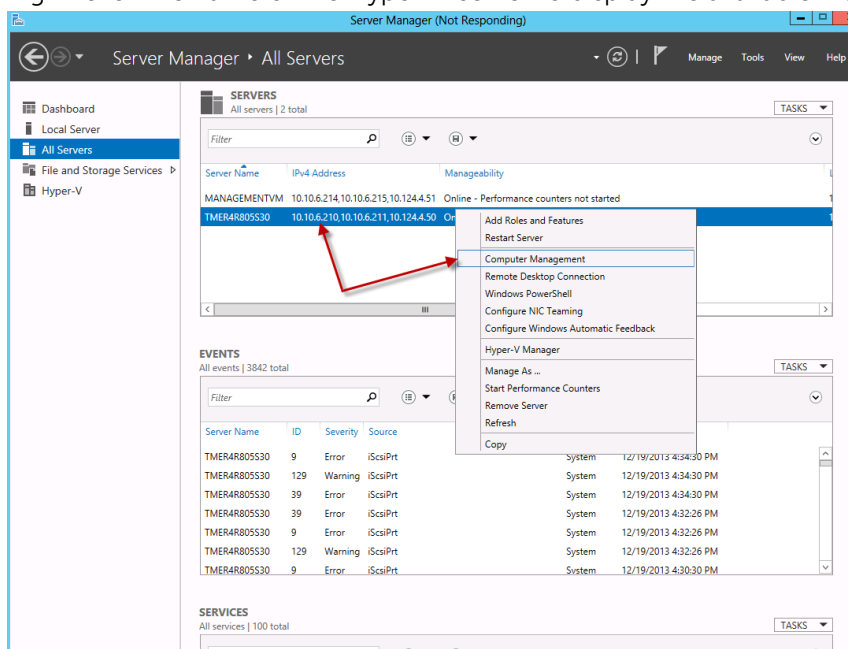 Server Manager (Not Responding)
Server Manager • All Servers
Manage Tools View Help
Dashboard
Local Server
All Servers
File and Storage Services
Hyper-V
SERVERS
All servers | 2 total
TASKS
Filter
Server Name IPv4 Address Manageability
MANAGEMENTVM 10.10.6.214,10.10.6.215,10.124.4.51 Online - Performance counters not started
TMER4R805S30 10.10.6.210,10.10.6.211,10.124.4.50 On
Add Roles and Features
Restart Server
Computer Management
Remote Desktop Connection
Windows PowerShell
Configure NIC Teaming
Configure Windows Automatic Feedback
Hyper-V Manager
Manage As ...
Start Performance Counters
Remove Server
Refresh
Copy
EVENTS
All events | 3842 total
TASKS
Filter
Server Name ID Severity Source
TMER4R805S30 9 Error iScsiPrt System 12/19/2013 4:34:30 PM
TMER4R805S30 129 Warning iScsiPrt System 12/19/2013 4:34:30 PM
TMER4R805S30 39 Error iScsiPrt System 12/19/2013 4:34:30 PM
TMER4R805S30 39 Error iScsiPrt System 12/19/2013 4:32:26 PM
TMER4R805S30 9 Error iScsiPrt System 12/19/2013 4:32:26 PM
TMER4R805S30 129 Warning iScsiPrt System 12/19/2013 4:32:26 PM
TMER4R805S30 9 Error iScsiPrt System 12/19/2013 4:30:30 PM
SERVICES
All services | 100 total
TASKS